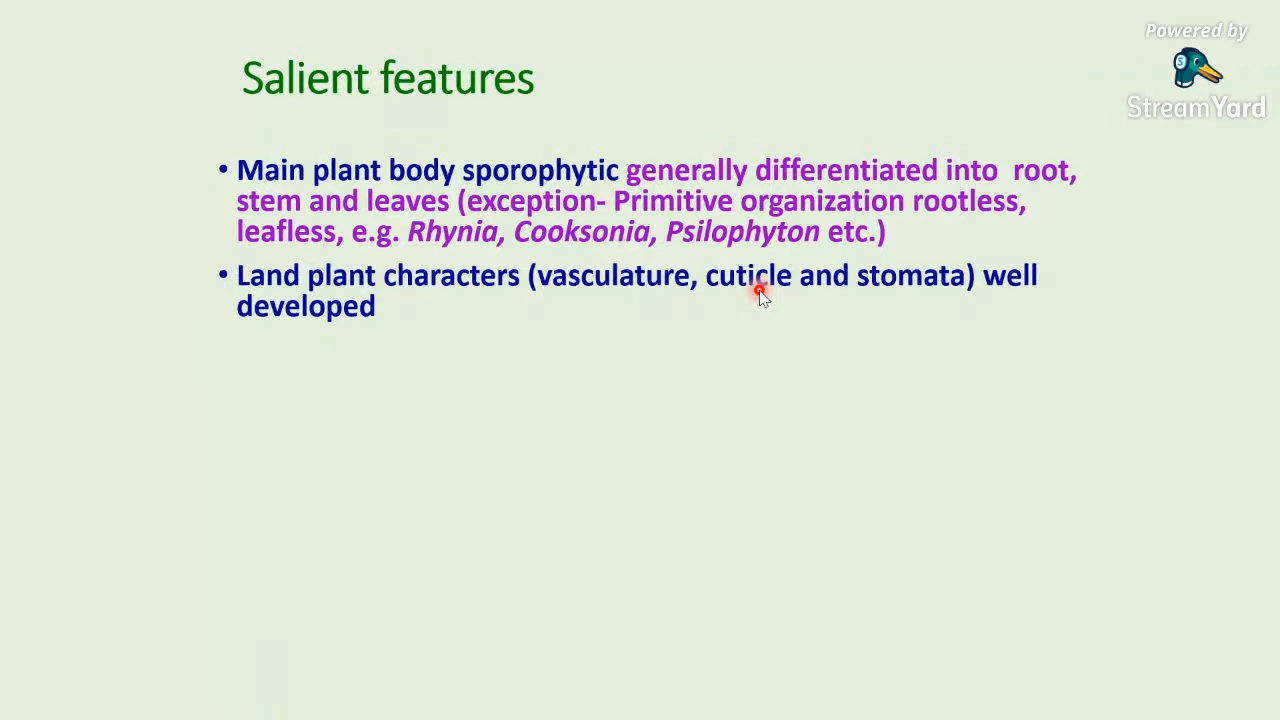 Powered by
StreamYard
Salient features
• Main plant body sporophytic generally differentiated into root,
stem and leaves (exception- Primitive organization rootless,
leafless, e.g. Rhynia, Cooksonia, Psilophyton etc.)
• Land plant characters (vasculature, cuticle and stomata) well
developed